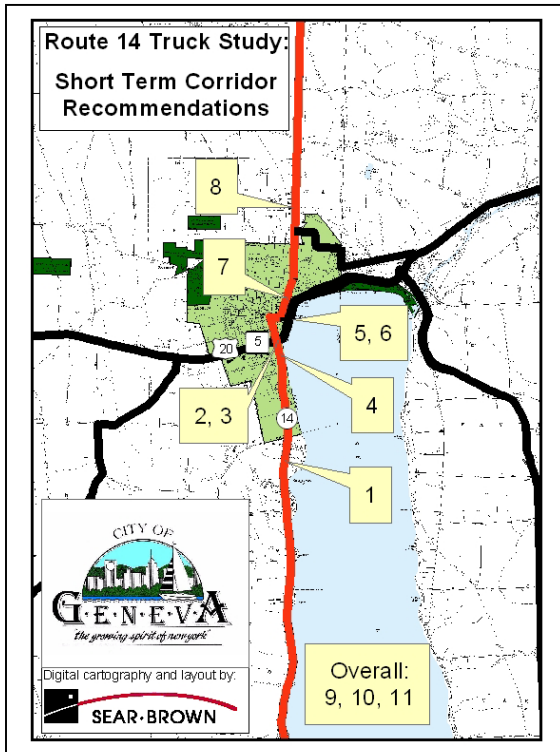 Route 14 Truck Study:
Short Term Corridor
Recommendations
8
7
20
5
5, 6
2, 3
4
14
1
CITY OF
G·E·N·E·V·A
the growing spirit of new york
Overall:
9, 10, 11
Digital cartography and layout by:
SEAR·BROWN